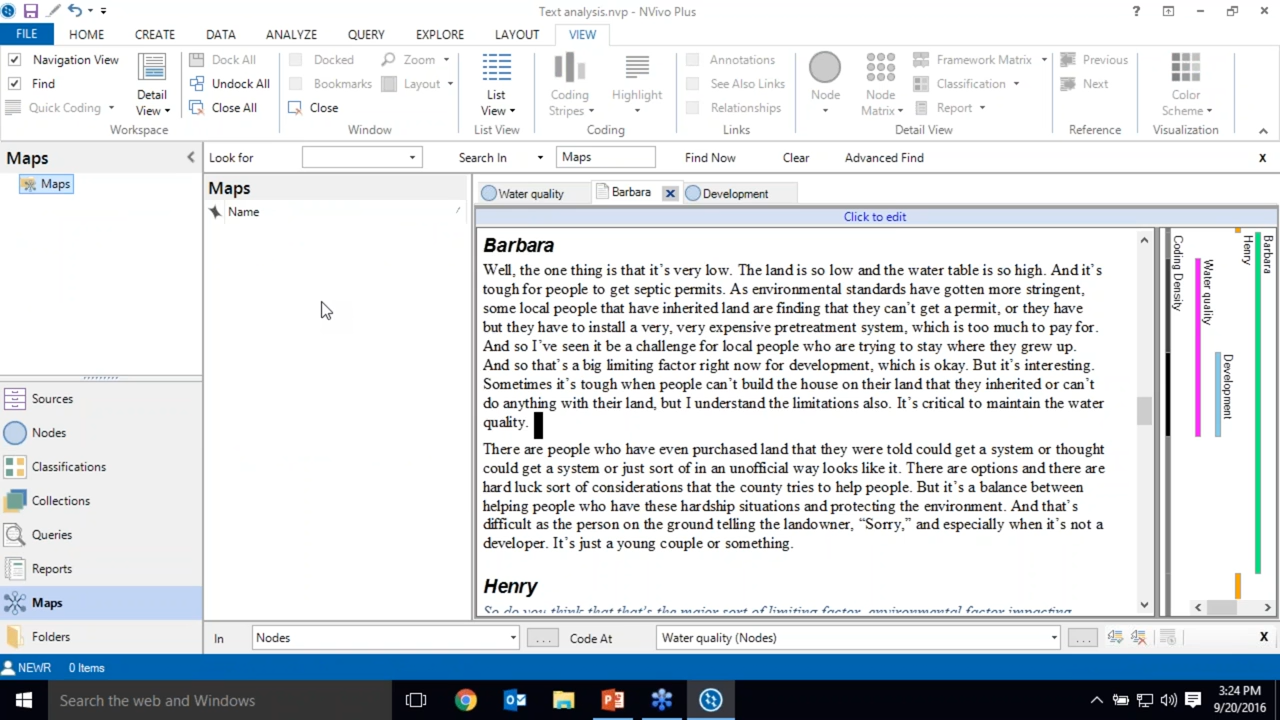 Text analysis.nvp - NVivo Plus
?
FILE HOME CREATE DATA ANALYZE QUERY EXPLORE LAYOUT VIEW
Navigation View
Find
Quick Coding
Detail View
Workspace
Dock All
Undock All
Close All
Docked
Bookmarks
Close
Zoom
Layout
Window
List View
List View
Coding Stripes
Highlight
Coding
Annotations
See Also Links
Relationships
Links
Node
Node Matrix
Framework Matrix
Classification
Report
Detail View
Previous
Next
Reference
Color Scheme
Visualization
Maps
Look for Search In Maps Find Now Clear Advanced Find x
Maps
Maps
Name
Water quality Barbara Development
Click to edit
Barbara
Well, the one thing is that it’s very low. The land is so low and the water table is so high. And it’s
tough for people to get septic permits. As environmental standards have gotten more stringent,
some local people that have inherited land are finding that they can’t get a permit, or they have
but they have to install a very, very expensive pretreatment system, which is too much to pay for.
And so I’ve seen it be a challenge for local people who are trying to stay where they grew up.
And so that’s a big limiting factor right now for development, which is okay. But it’s interesting.
Sometimes it’s tough when people can’t build the house on their land that they inherited or can’t
do anything with their land, but I understand the limitations also. It’s critical to maintain the water
quality.
There are people who have even purchased land that they were told could get a system or thought
could get a system or just sort of in an unofficial way looks like it. There are options and there are
hard luck sort of considerations that the county tries to help people. But it’s a balance between
helping people who have these hardship situations and protecting the environment. And that’s
difficult as the person on the ground telling the landowner, “Sorry,” and especially when it’s not a
developer. It’s just a young couple or something.
Henry
So do you think that that’s the major sort of limiting factor, environmental factor impacting
Coding Density
Water quality
Development
Henry
Barbara
Sources
Nodes
Classifications
Collections
Queries
Reports
Maps
Folders
In Nodes ... Code At Water quality (Nodes) ... x
NEWR 0 Items
Search the web and Windows
3:24 PM
9/20/2016